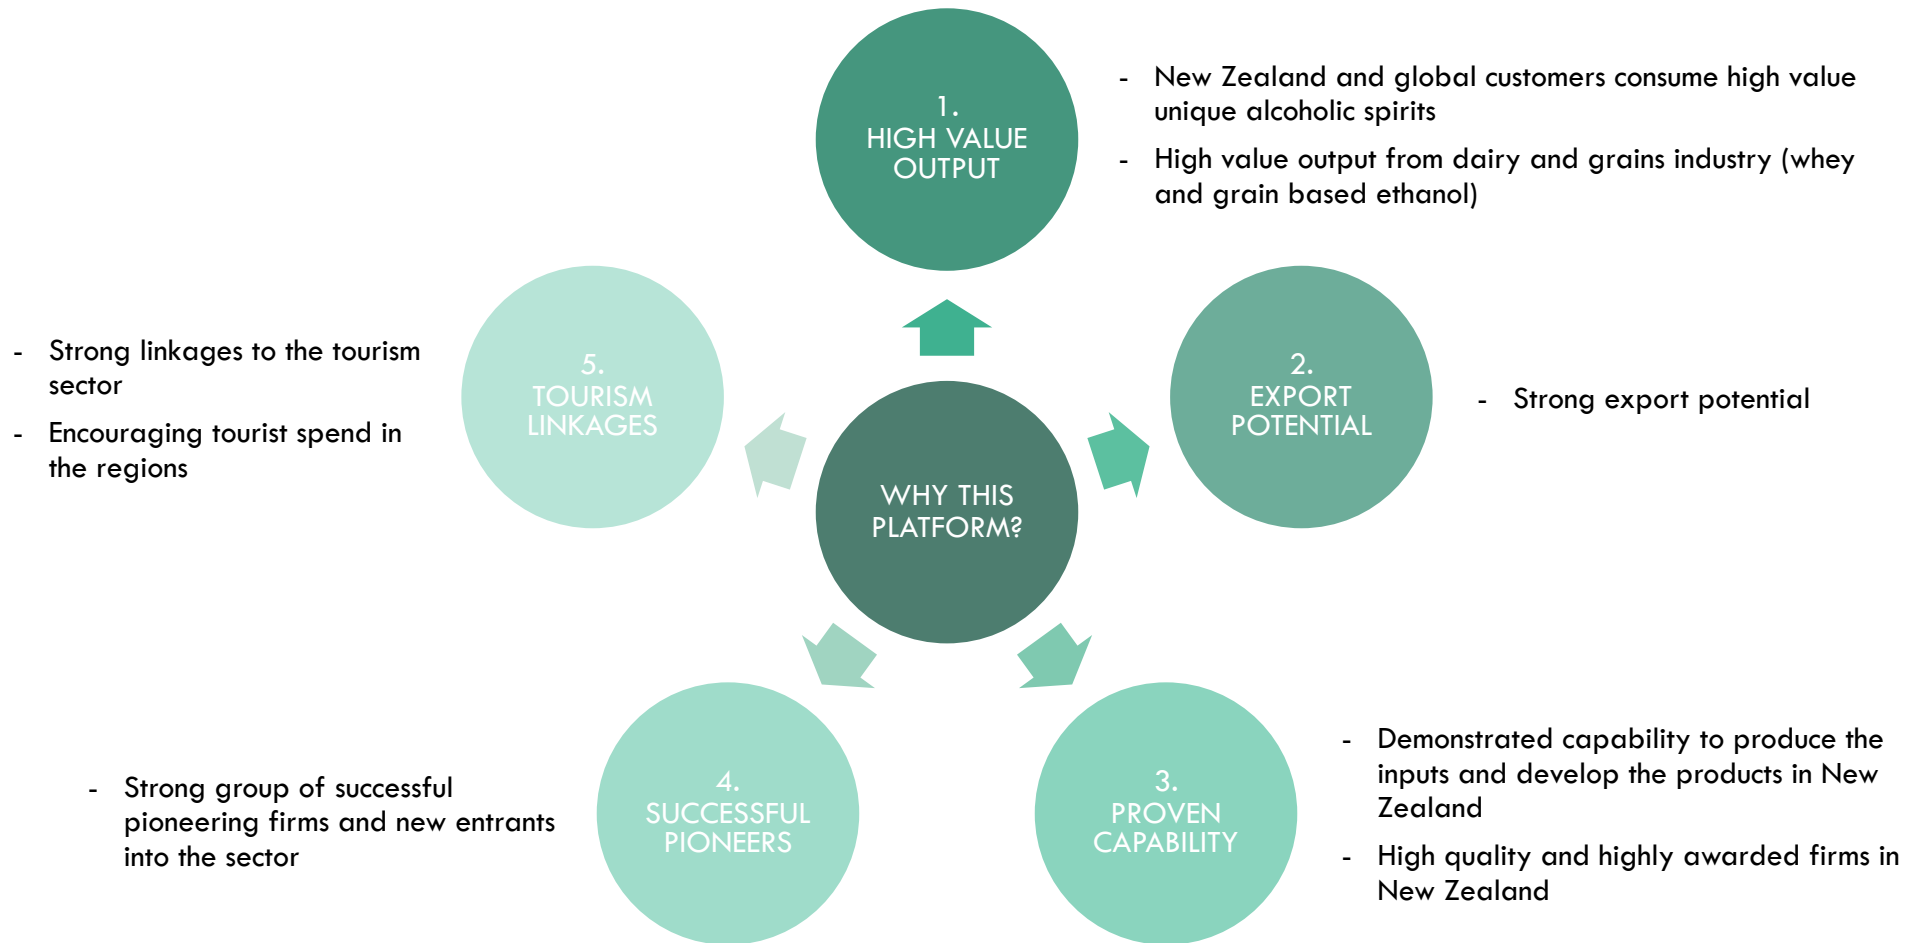 1.
HIGH VALUE
OUTPUT
- New Zealand and global customers consume high value
unique alcoholic spirits
- High value output from dairy and grains industry (whey
and grain based ethanol)
2.
EXPORT
POTENTIAL
- Strong export potential
WHY THIS
PLATFORM?
3.
PROVEN
CAPABILITY
- Demonstrated capability to produce the
inputs and develop the products in New
Zealand
- High quality and highly awarded firms in
New Zealand
4.
SUCCESSFUL
PIONEERS
- Strong group of successful
pioneering firms and new entrants
into the sector
5.
TOURISM
LINKAGES
- Strong linkages to the tourism
sector
- Encouraging tourist spend in
the regions